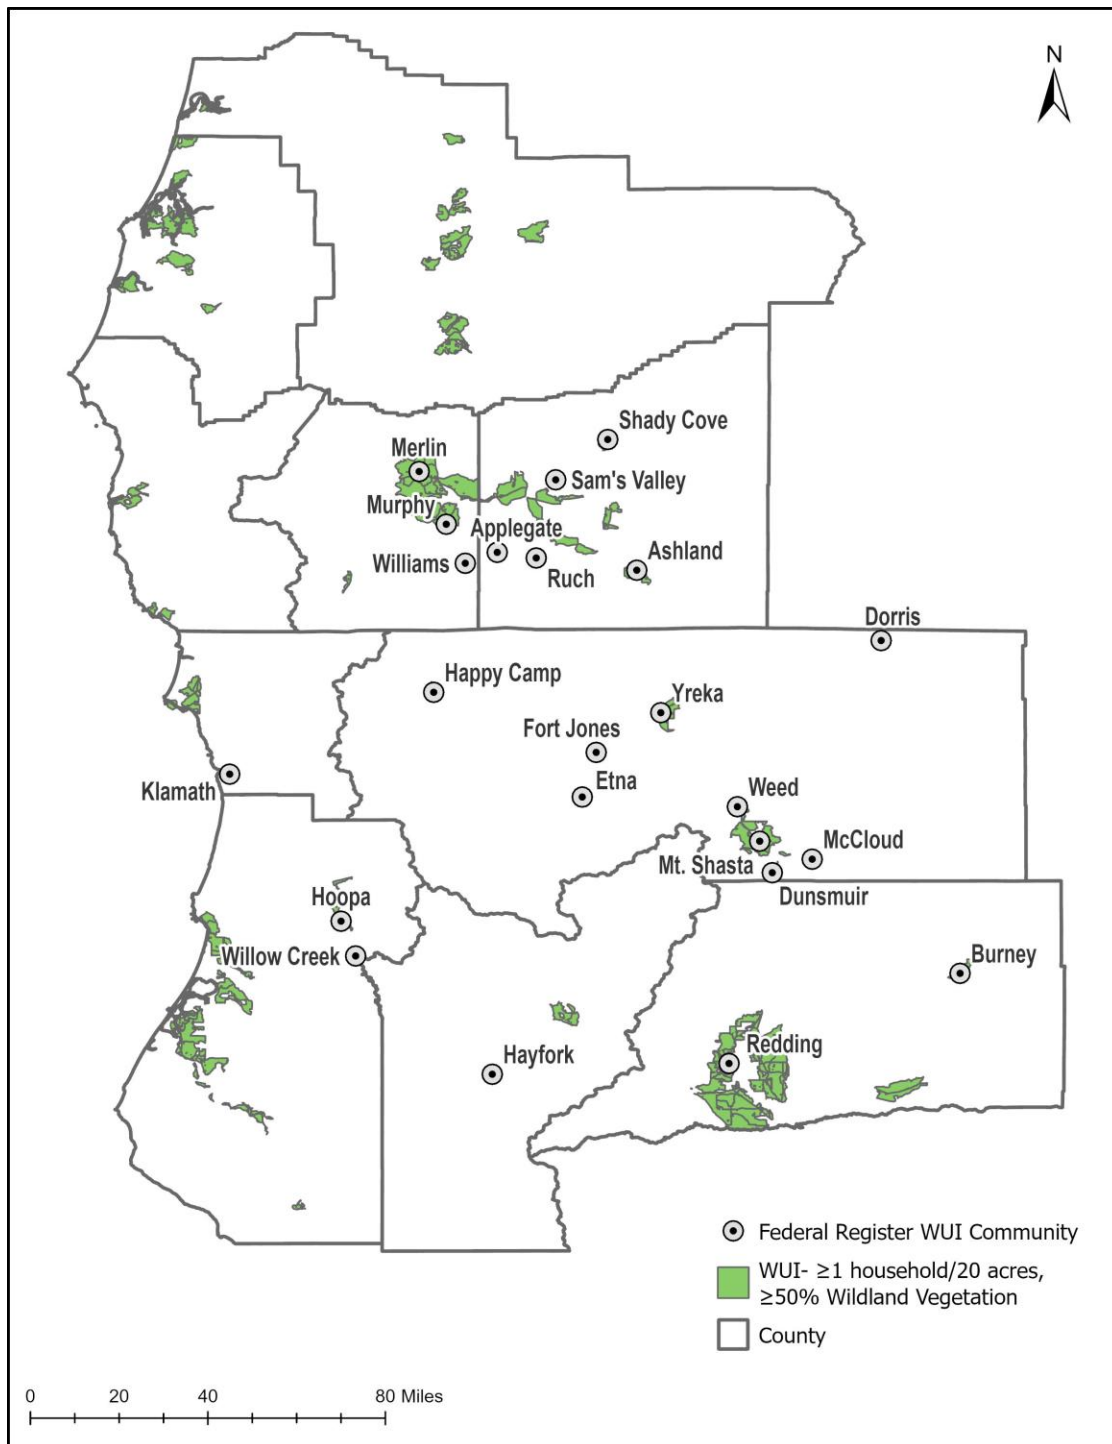 N
Shady Cove
Merlin
Sam's Valley
Murphy
Applegate
Williams
Ruch
Ashland
Dorris
Happy Camp
Yreka
Fort Jones
Etna
Weed
Klamath
McCloud
Mt. Shasta
Dunsmuir
Hoopa
Willow Creek
Burney
Redding
Hayfork
Federal Register WUI Community
WUI- ≥1 household/20 acres,
≥50% Wildland Vegetation
County
0 20 40 80 Miles